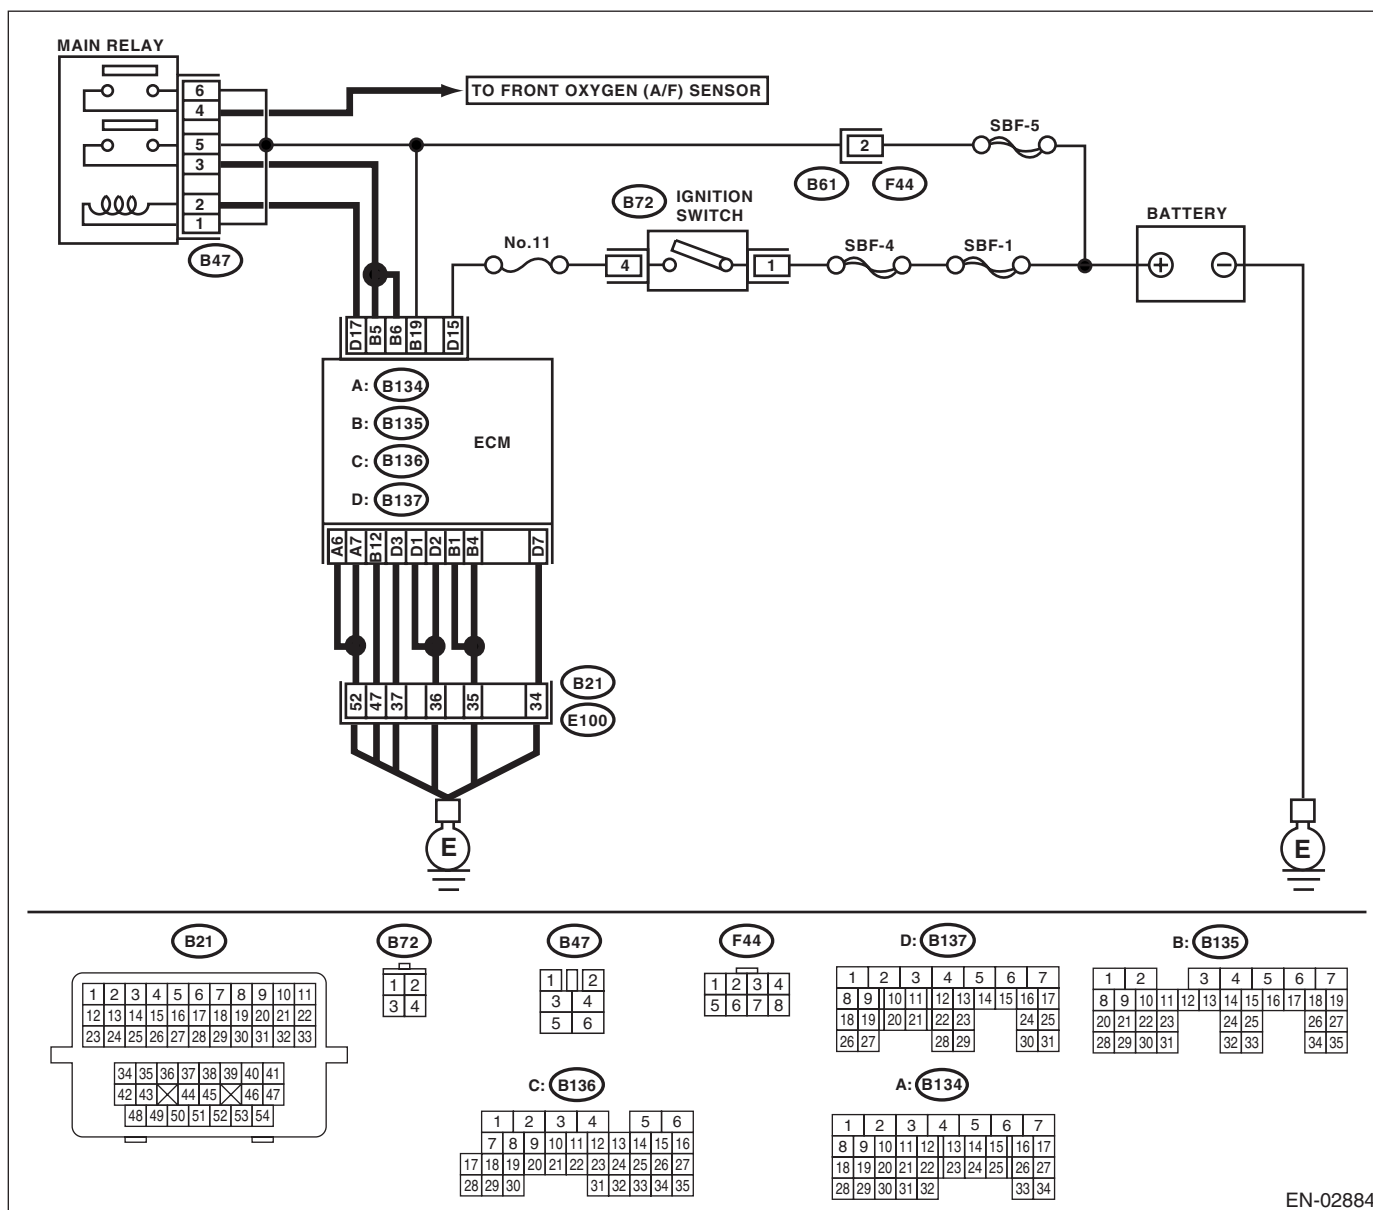 MAIN RELAY
6
4
5
3
2
1
B47
TO FRONT OXYGEN (A/F) SENSOR
SBF-5
2
B61 F44
B72 IGNITION
SWITCH
BATTERY
No.11
4
1
SBF-4
SBF-1
+ −
D17 B5 B6 B19 D15
A: B134
B: B135
C: B136
D: B137
ECM
A6 A7 B12 D3 D1 D2 B1 B4 D7
52 47 37 36 35 34
B21
E100
E
E
B21
1 2 3 4 5 6 7 8 9 10 11
12 13 14 15 16 17 18 19 20 21 22
23 24 25 26 27 28 29 30 31 32 33
34 35 36 37 38 39 40 41
42 43 44 45 46 47
48 49 50 51 52 53 54
B72
1 2
3 4
B47
1 2
3 4
5 6
F44
1 2 3 4
5 6 7 8
D: B137
1 2 3 4 5 6 7
8 9 10 11 12 13 14 15 16 17
18 19 20 21 22 23 24 25
26 27 28 29 30 31
B: B135
1 2 3 4 5 6 7
8 9 10 11 12 13 14 15 16 17 18 19
20 21 22 23 24 25 26 27
28 29 30 31 32 33 34 35
C: B136
1 2 3 4 5 6
7 8 9 10 11 12 13 14 15 16
17 18 19 20 21 22 23 24 25 26 27
28 29 30 31 32 33 34 35
A: B134
1 2 3 4 5 6 7
8 9 10 11 12 13 14 15 16 17
18 19 20 21 22 23 24 25 26 27
28 29 30 31 32 33 34
EN-02884